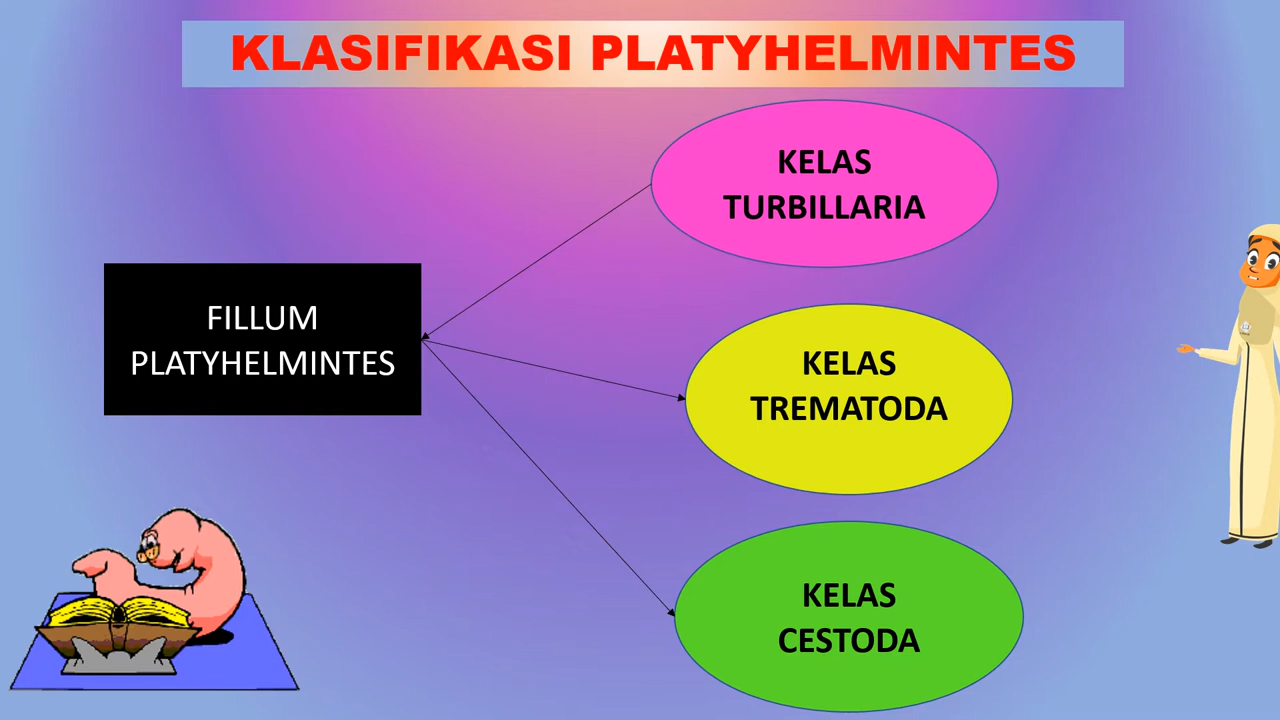 KLASIFIKASI PLATYHELMINTES
KELAS
TURBILLARIA
FILLUM
PLATYHELMINTES
KELAS
TREMATODA
KELAS
CESTODA